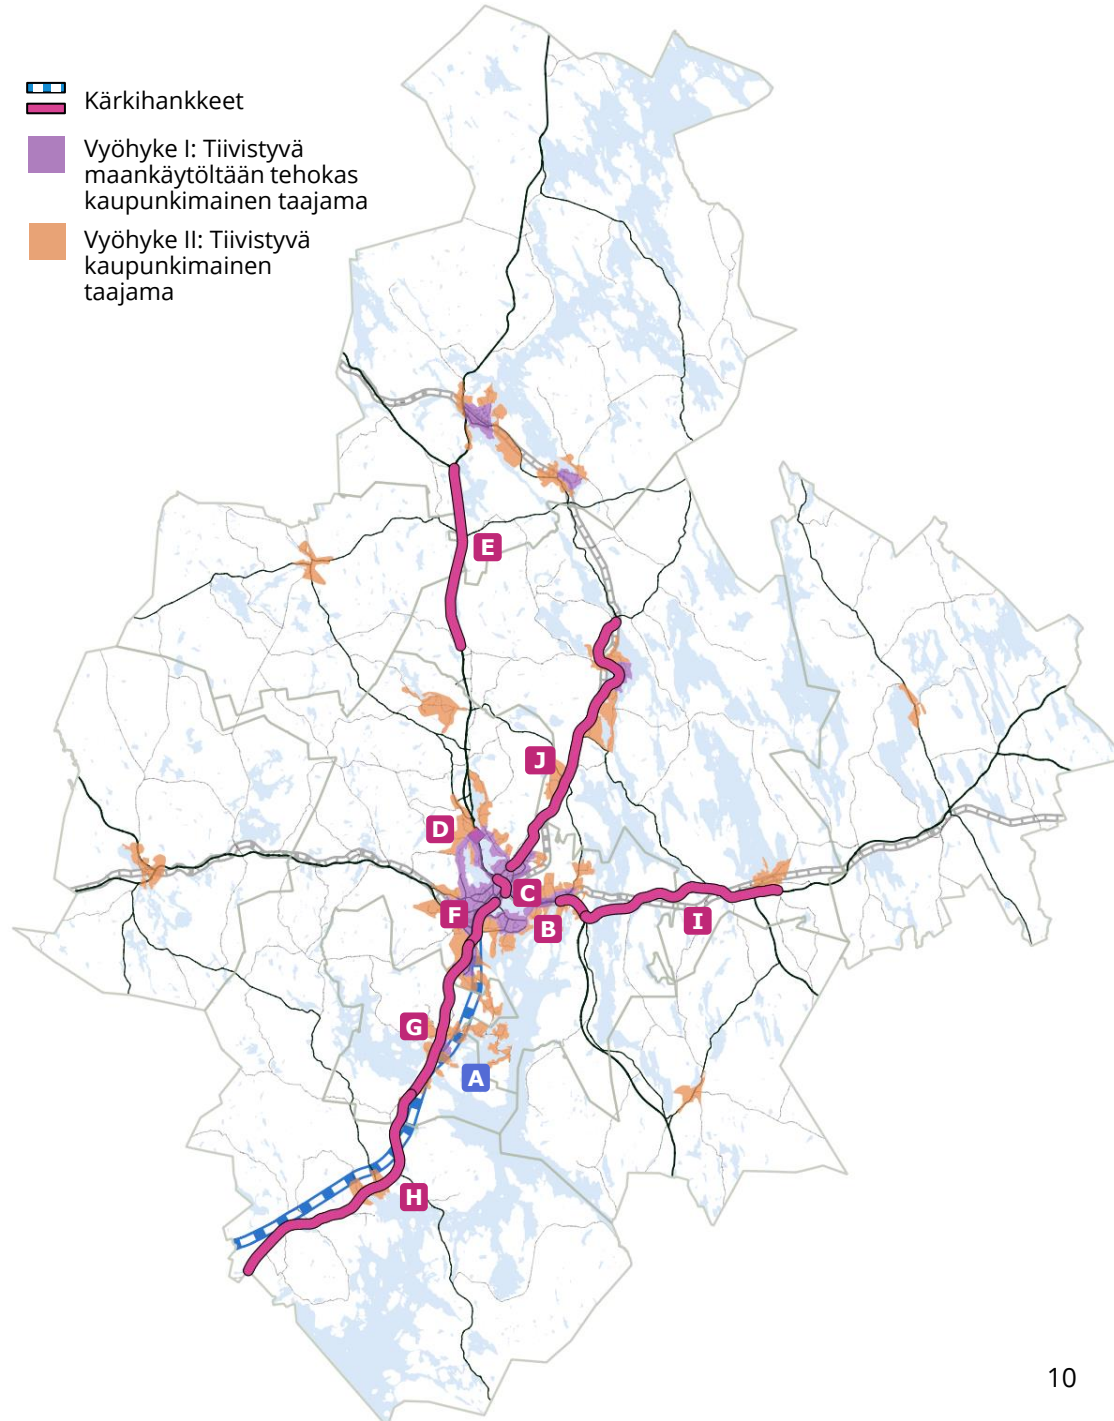 Kärkihankkeet
Vyöhyke I: Tiivistyvä
maankäytöltään tehokas
kaupunkimainen taajama
Vyöhyke II: Tiivistyvä
kaupunkimainen
taajama
E
J
D
C
F
B
I
G
A
H
10